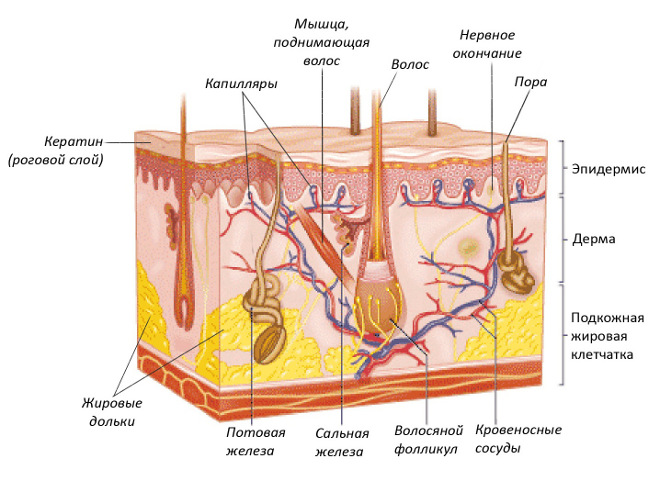 Мышца,
поднимающая
волос
Нервное
окончание
Капилляры
Волос
Пора
Кератин
(роговой слой)
Эпидермис
Дерма
Подкожная
жировая
клетчатка
Жировые
дольки
Потовая
железа
Сальная
железа
Волосяной
фолликул
Кровеносные
сосуды